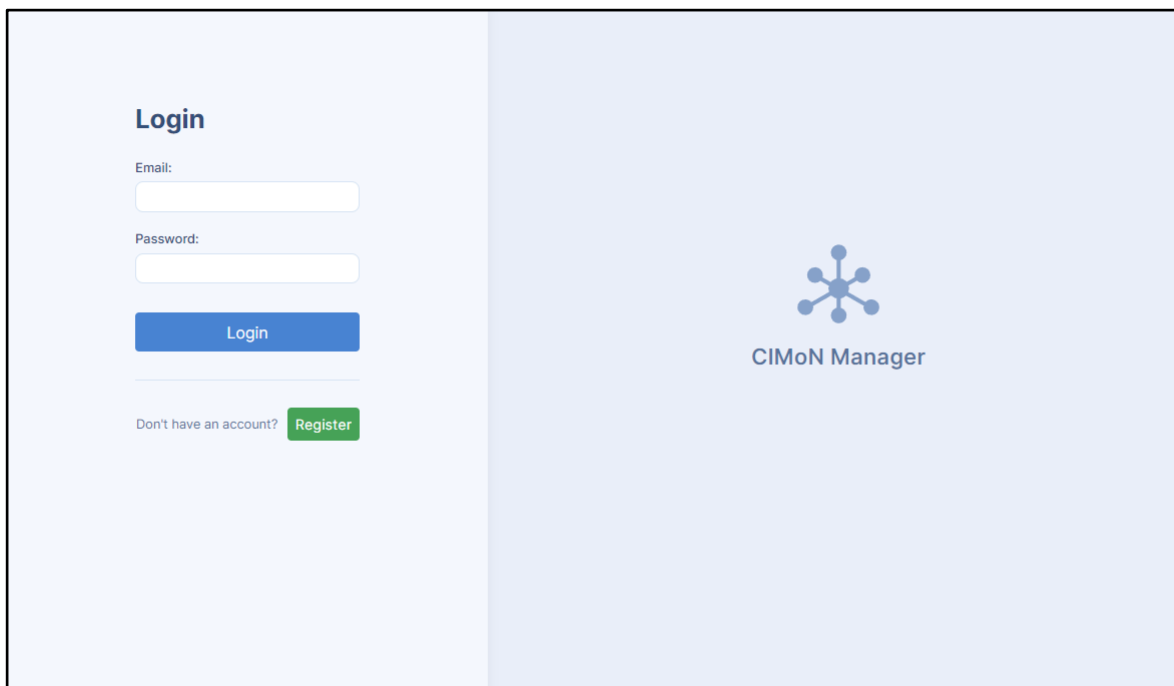 Login
Email:
Password:
Login
Don't have an account? Register
CIMoN Manager